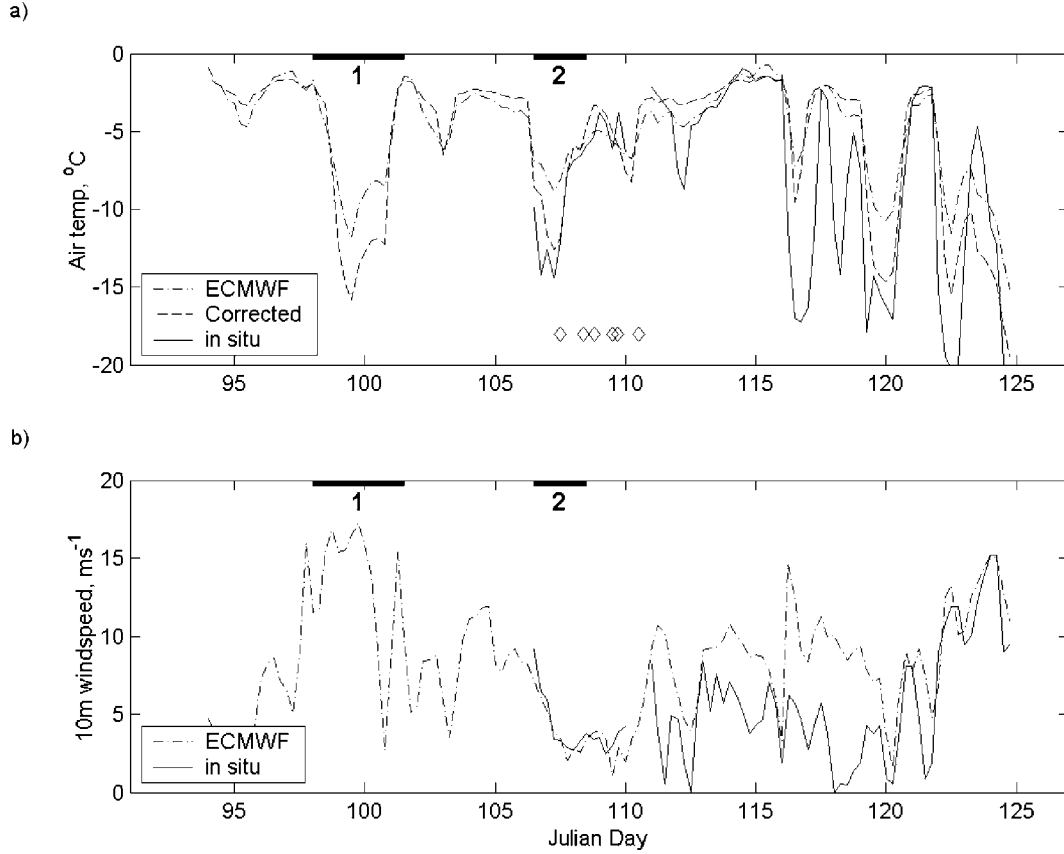 a)
0
-5
-10
-15
-20
Air temp, °C
1
2
ECMWF
Corrected
in situ
95
100
105
110
115
120
125
b)
20
15
10
5
0
10m windspeed, ms⁻¹
1
2
ECMWF
in situ
95
100
105
110
115
120
125
Julian Day